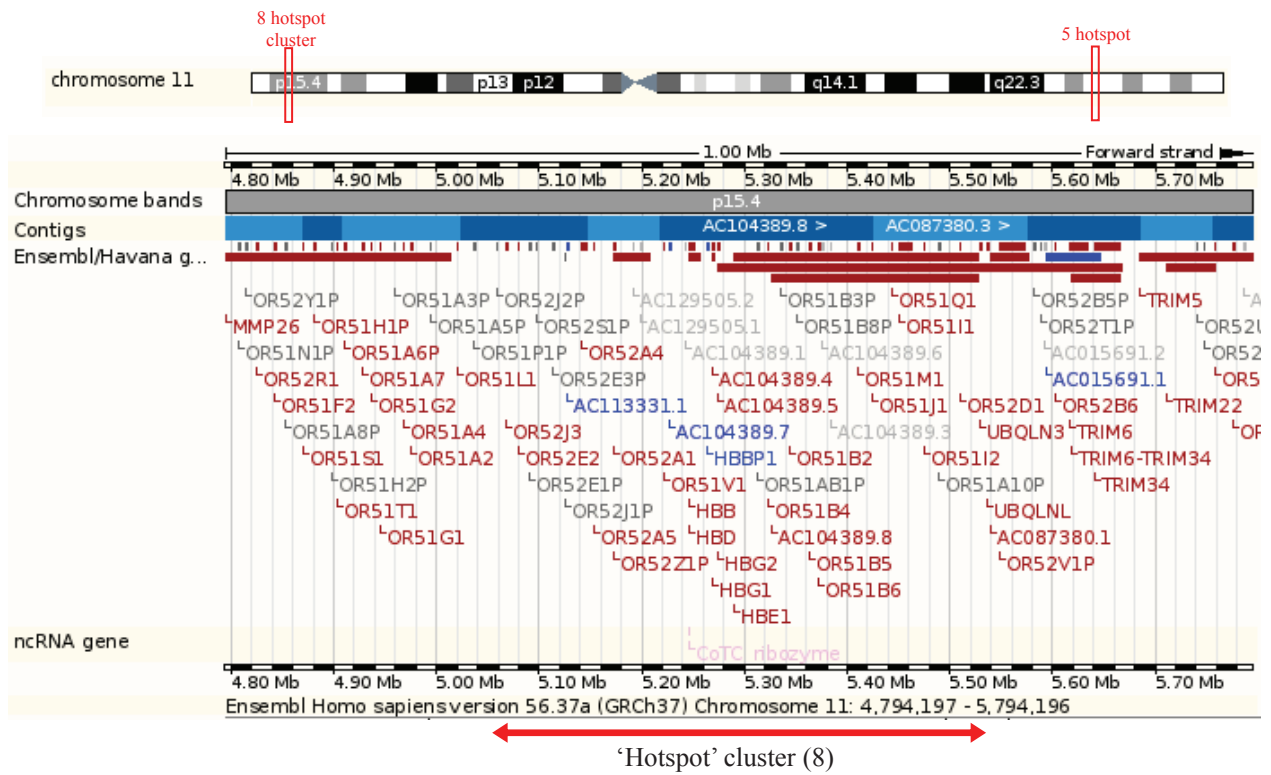 8 hotspot
cluster
5 hotspot
chromosome 11
p15.4 p13 p12 q14.1 q22.3
1.00 Mb Forward strand
4.80 Mb 4.90 Mb 5.00 Mb 5.10 Mb 5.20 Mb 5.30 Mb 5.40 Mb 5.50 Mb 5.60 Mb 5.70 Mb
Chromosome bands p15.4
Contigs AC104389.8 > AC087380.3 >
Ensembl/Havana g...
OR52Y1P OR51A3P OR52J2P AC129505.2 OR51B3P OR51Q1 OR52B5P TRIM5
MMP26 OR51H1P OR51A5P OR52S1P AC129505.1 OR51B8P OR51I1 OR52T1P OR52U
OR51N1P OR51A6P OR51P1P OR52A4 AC104389.1 AC104389.6 AC015691.2 OR52
OR52R1 OR51A7 OR51L1 OR52E3P AC104389.4 OR51M1 AC015691.1 OR5
OR51F2 OR51G2 AC113331.1 AC104389.5 OR51J1 OR52D1 OR52B6 TRIM22
OR51A8P OR51A4 OR52J3 AC104389.7 AC104389.3 UBQLN3 TRIM6 OR
OR51S1 OR51A2 OR52E2 OR52A1 HBBP1 OR51B2 OR51I2 TRIM6-TRIM34
OR51H2P OR52E1P OR51V1 OR51AB1P OR51A10P TRIM34
OR51T1 OR52J1P HBB OR51B4 UBQLNL
OR51G1 OR52A5 HBD AC104389.8 AC087380.1
OR52Z1P HBG2 OR51B5 OR52V1P
HBG1 OR51B6
HBE1
ncRNA gene
CoTC_ribozyme
4.80 Mb 4.90 Mb 5.00 Mb 5.10 Mb 5.20 Mb 5.30 Mb 5.40 Mb 5.50 Mb 5.60 Mb 5.70 Mb
Ensembl Homo sapiens version 56.37a (GRCh37) Chromosome 11: 4,794,197 - 5,794,196
‘Hotspot’ cluster (8)